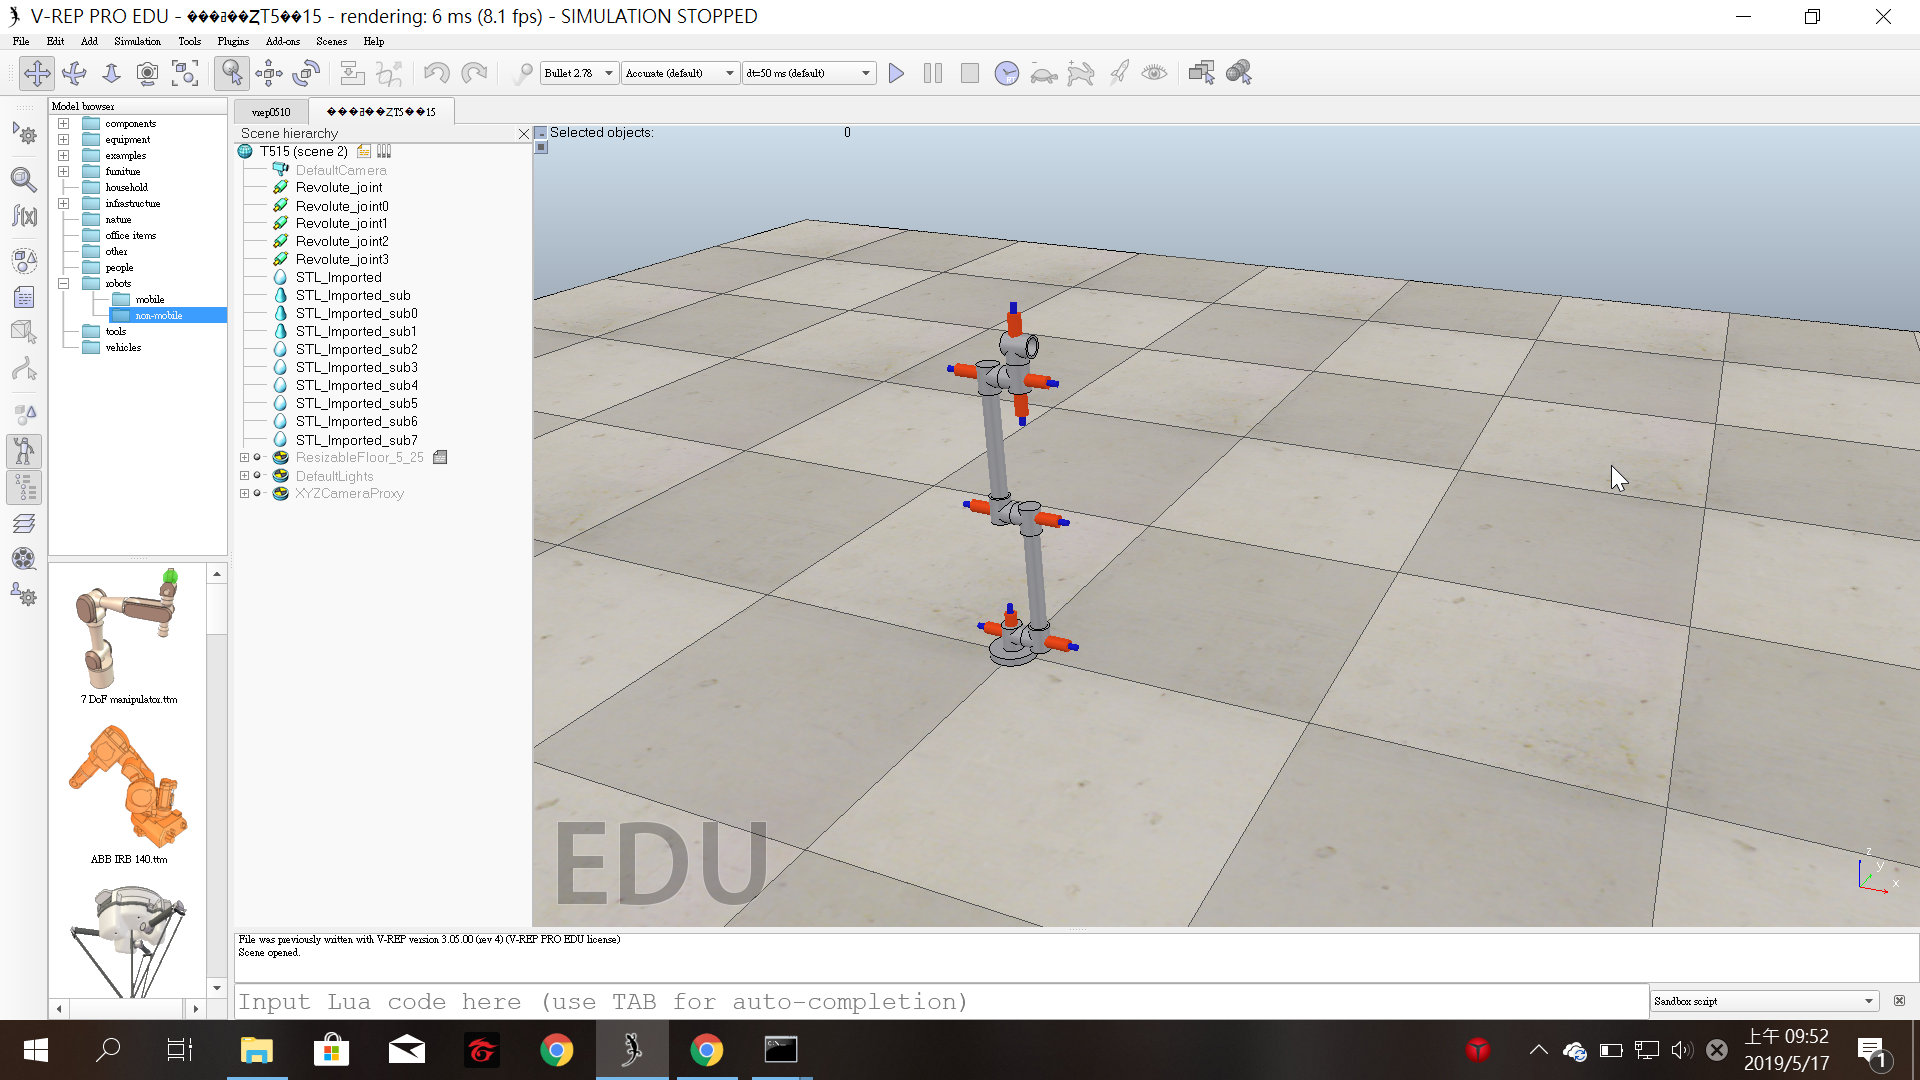 V-REP PRO EDU - ���ƌ��ȤT5��15 - rendering: 6 ms (8.1 fps) - SIMULATION STOPPED
File Edit Add Simulation Tools Plugins Add-ons Scenes Help
Bullet 2.78 Accurate (default) dt=50 ms (default)
Model browser
components
equipment
examples
furniture
household
infrastructure
nature
office items
other
people
robots
mobile
non-mobile
tools
vehicles
7 DoF manipulator.ttm
ABB IRB 140.ttm
vrep0510
Scene hierarchy
T515 (scene 2)
DefaultCamera
Revolute_joint
Revolute_joint0
Revolute_joint1
Revolute_joint2
Revolute_joint3
STL_Imported
STL_Imported_sub
STL_Imported_sub0
STL_Imported_sub1
STL_Imported_sub2
STL_Imported_sub3
STL_Imported_sub4
STL_Imported_sub5
STL_Imported_sub6
STL_Imported_sub7
ResizableFloor_5_25
DefaultLights
XYZCameraProxy
Selected objects: 0
EDU
z
y
x
File was previously written with V-REP version 3.05.00 (rev 4) (V-REP PRO EDU license)
Scene opened.
Input Lua code here (use TAB for auto-completion)
Sandbox script
上午 09:52
2019/5/17
1